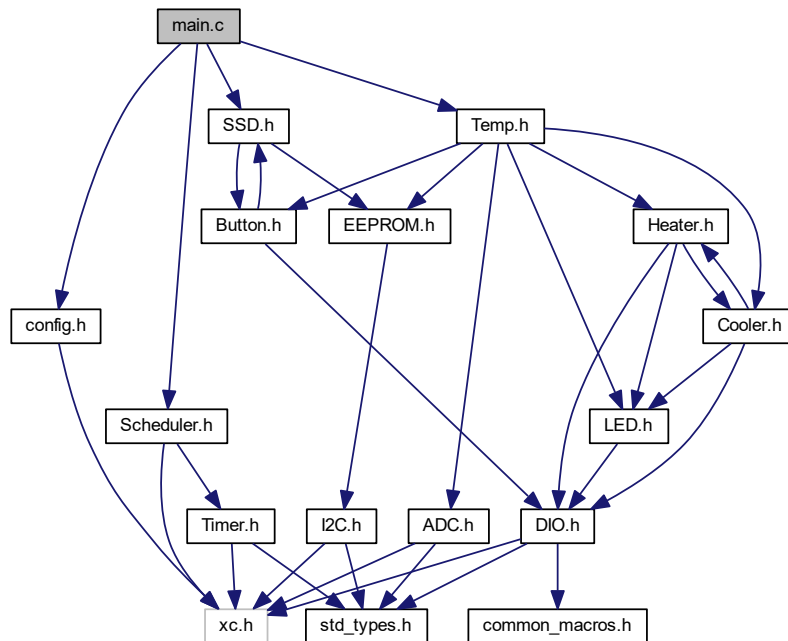 main.c
SSD.h
Temp.h
Button.h
EEPROM.h
Heater.h
config.h
Cooler.h
Scheduler.h
LED.h
Timer.h
I2C.h
ADC.h
DIO.h
xc.h
std_types.h
common_macros.h